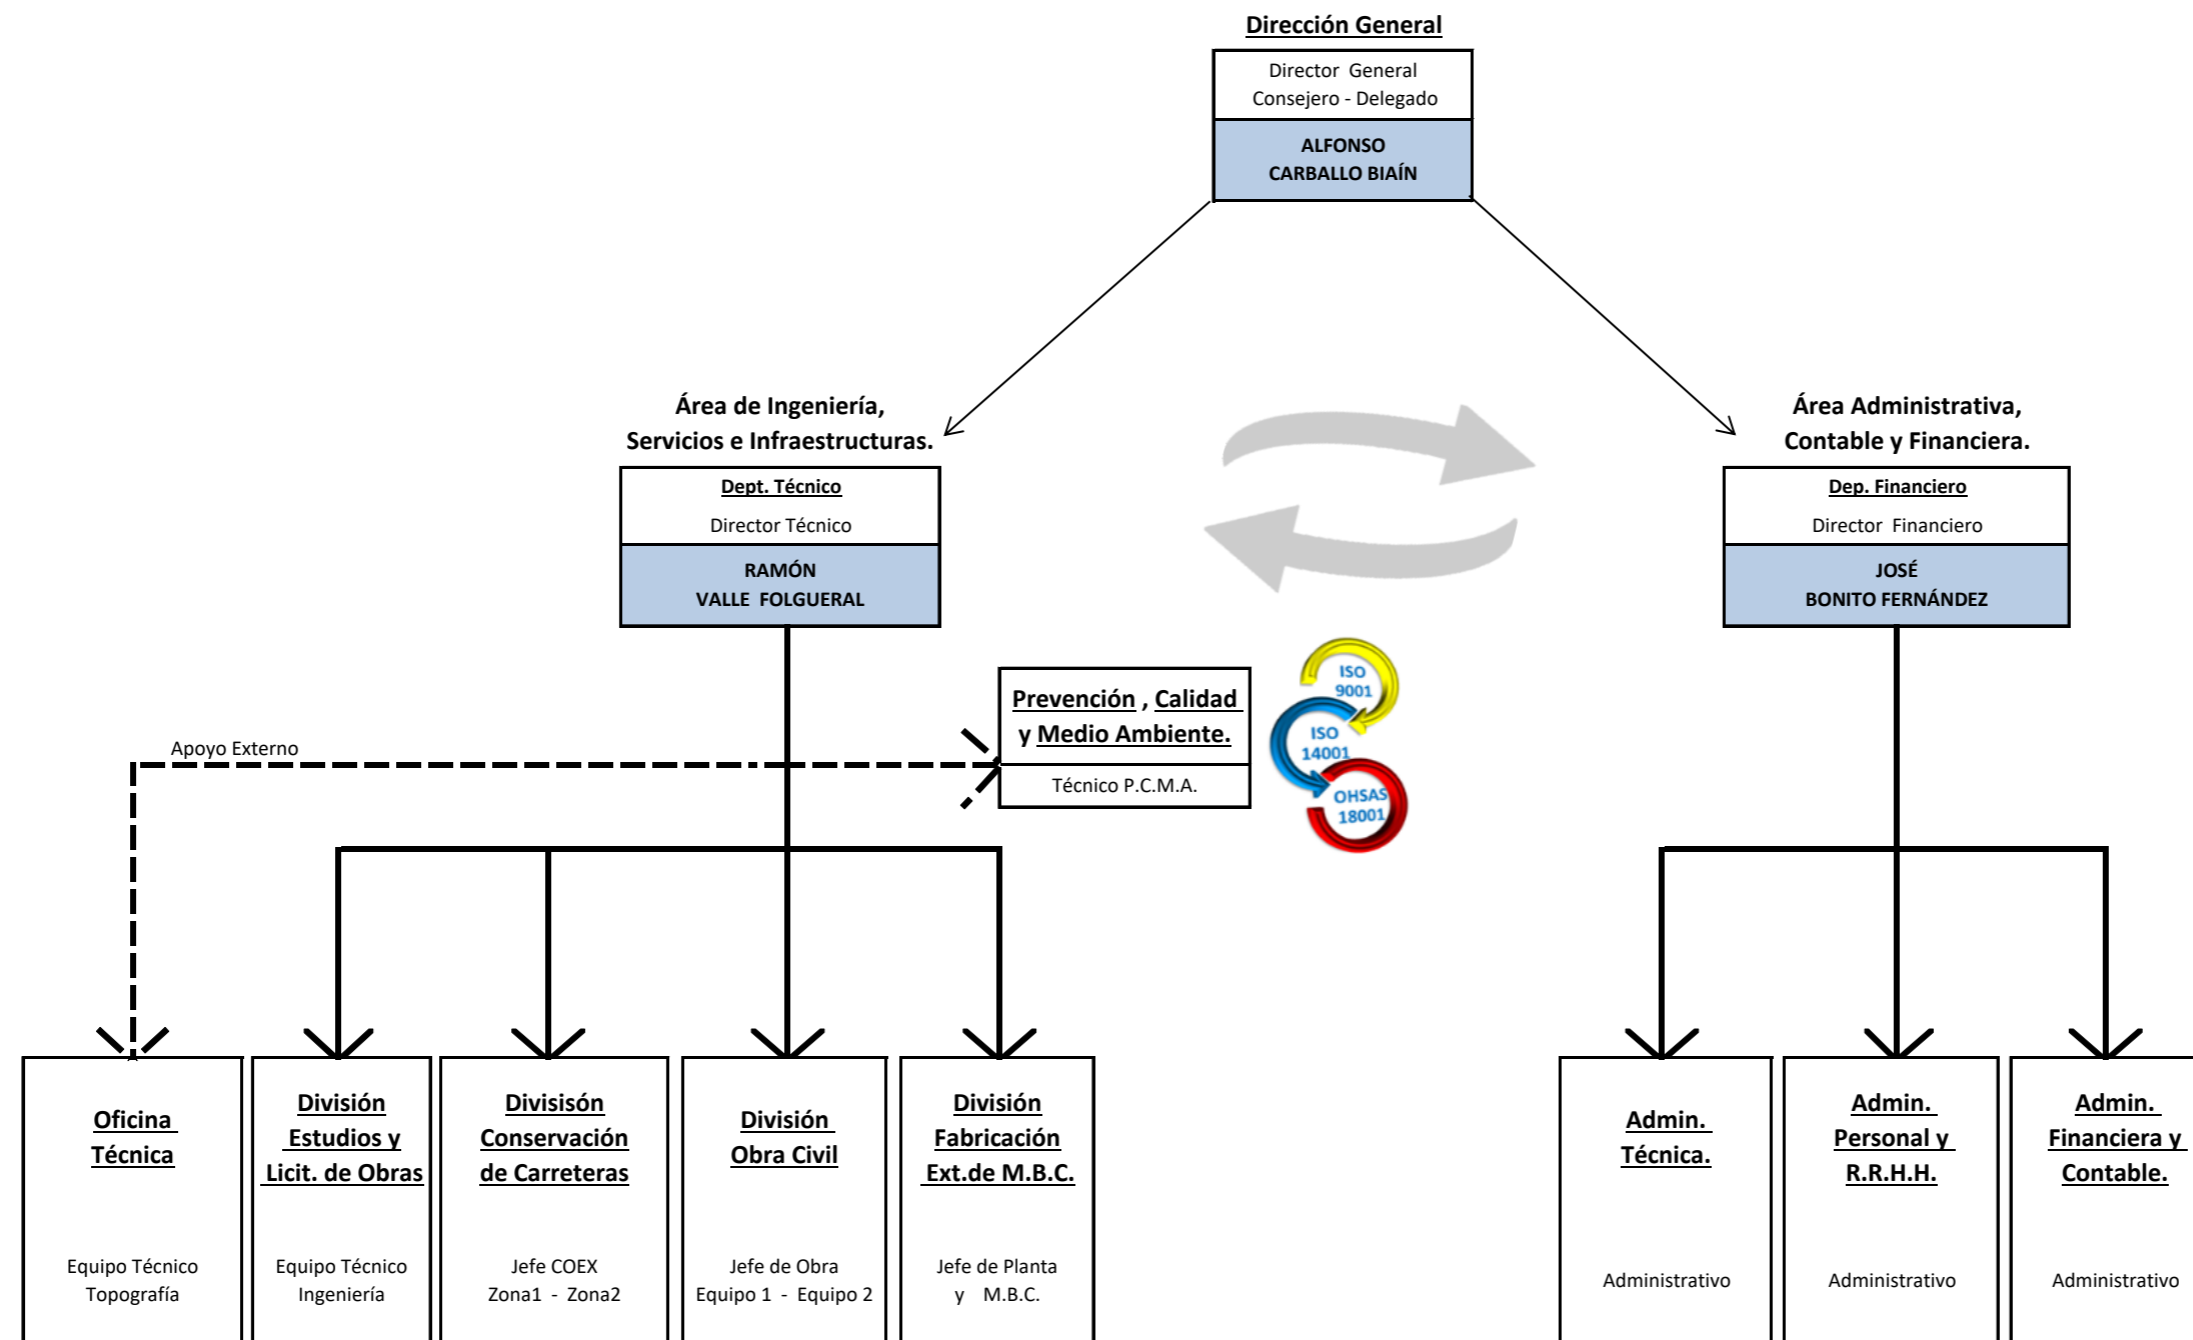 Dirección General
Director General
Consejero - Delegado
ALFONSO
CARBALLO BIAÍN
Área de Ingeniería,
Servicios e Infraestructuras.
Dept. Técnico
Director Técnico
RAMÓN
VALLE FOLGUERAL
Área Administrativa,
Contable y Financiera.
Dep. Financiero
Director Financiero
JOSÉ
BONITO FERNÁNDEZ
Prevención , Calidad
y Medio Ambiente.
Técnico P.C.M.A.
ISO
9001
ISO
14001
OHSAS
18001
Apoyo Externo
Oficina
Técnica
Equipo Técnico
Topografía
División
Estudios y
Licit. de Obras
Equipo Técnico
Ingeniería
Divisisón
Conservación
de Carreteras
Jefe COEX
Zona1 - Zona2
División
Obra Civil
Jefe de Obra
Equipo 1 - Equipo 2
División
Fabricación
Ext.de M.B.C.
Jefe de Planta
y M.B.C.
Admin.
Técnica.
Administrativo
Admin.
Personal y
R.R.H.H.
Administrativo
Admin.
Financiera y
Contable.
Administrativo